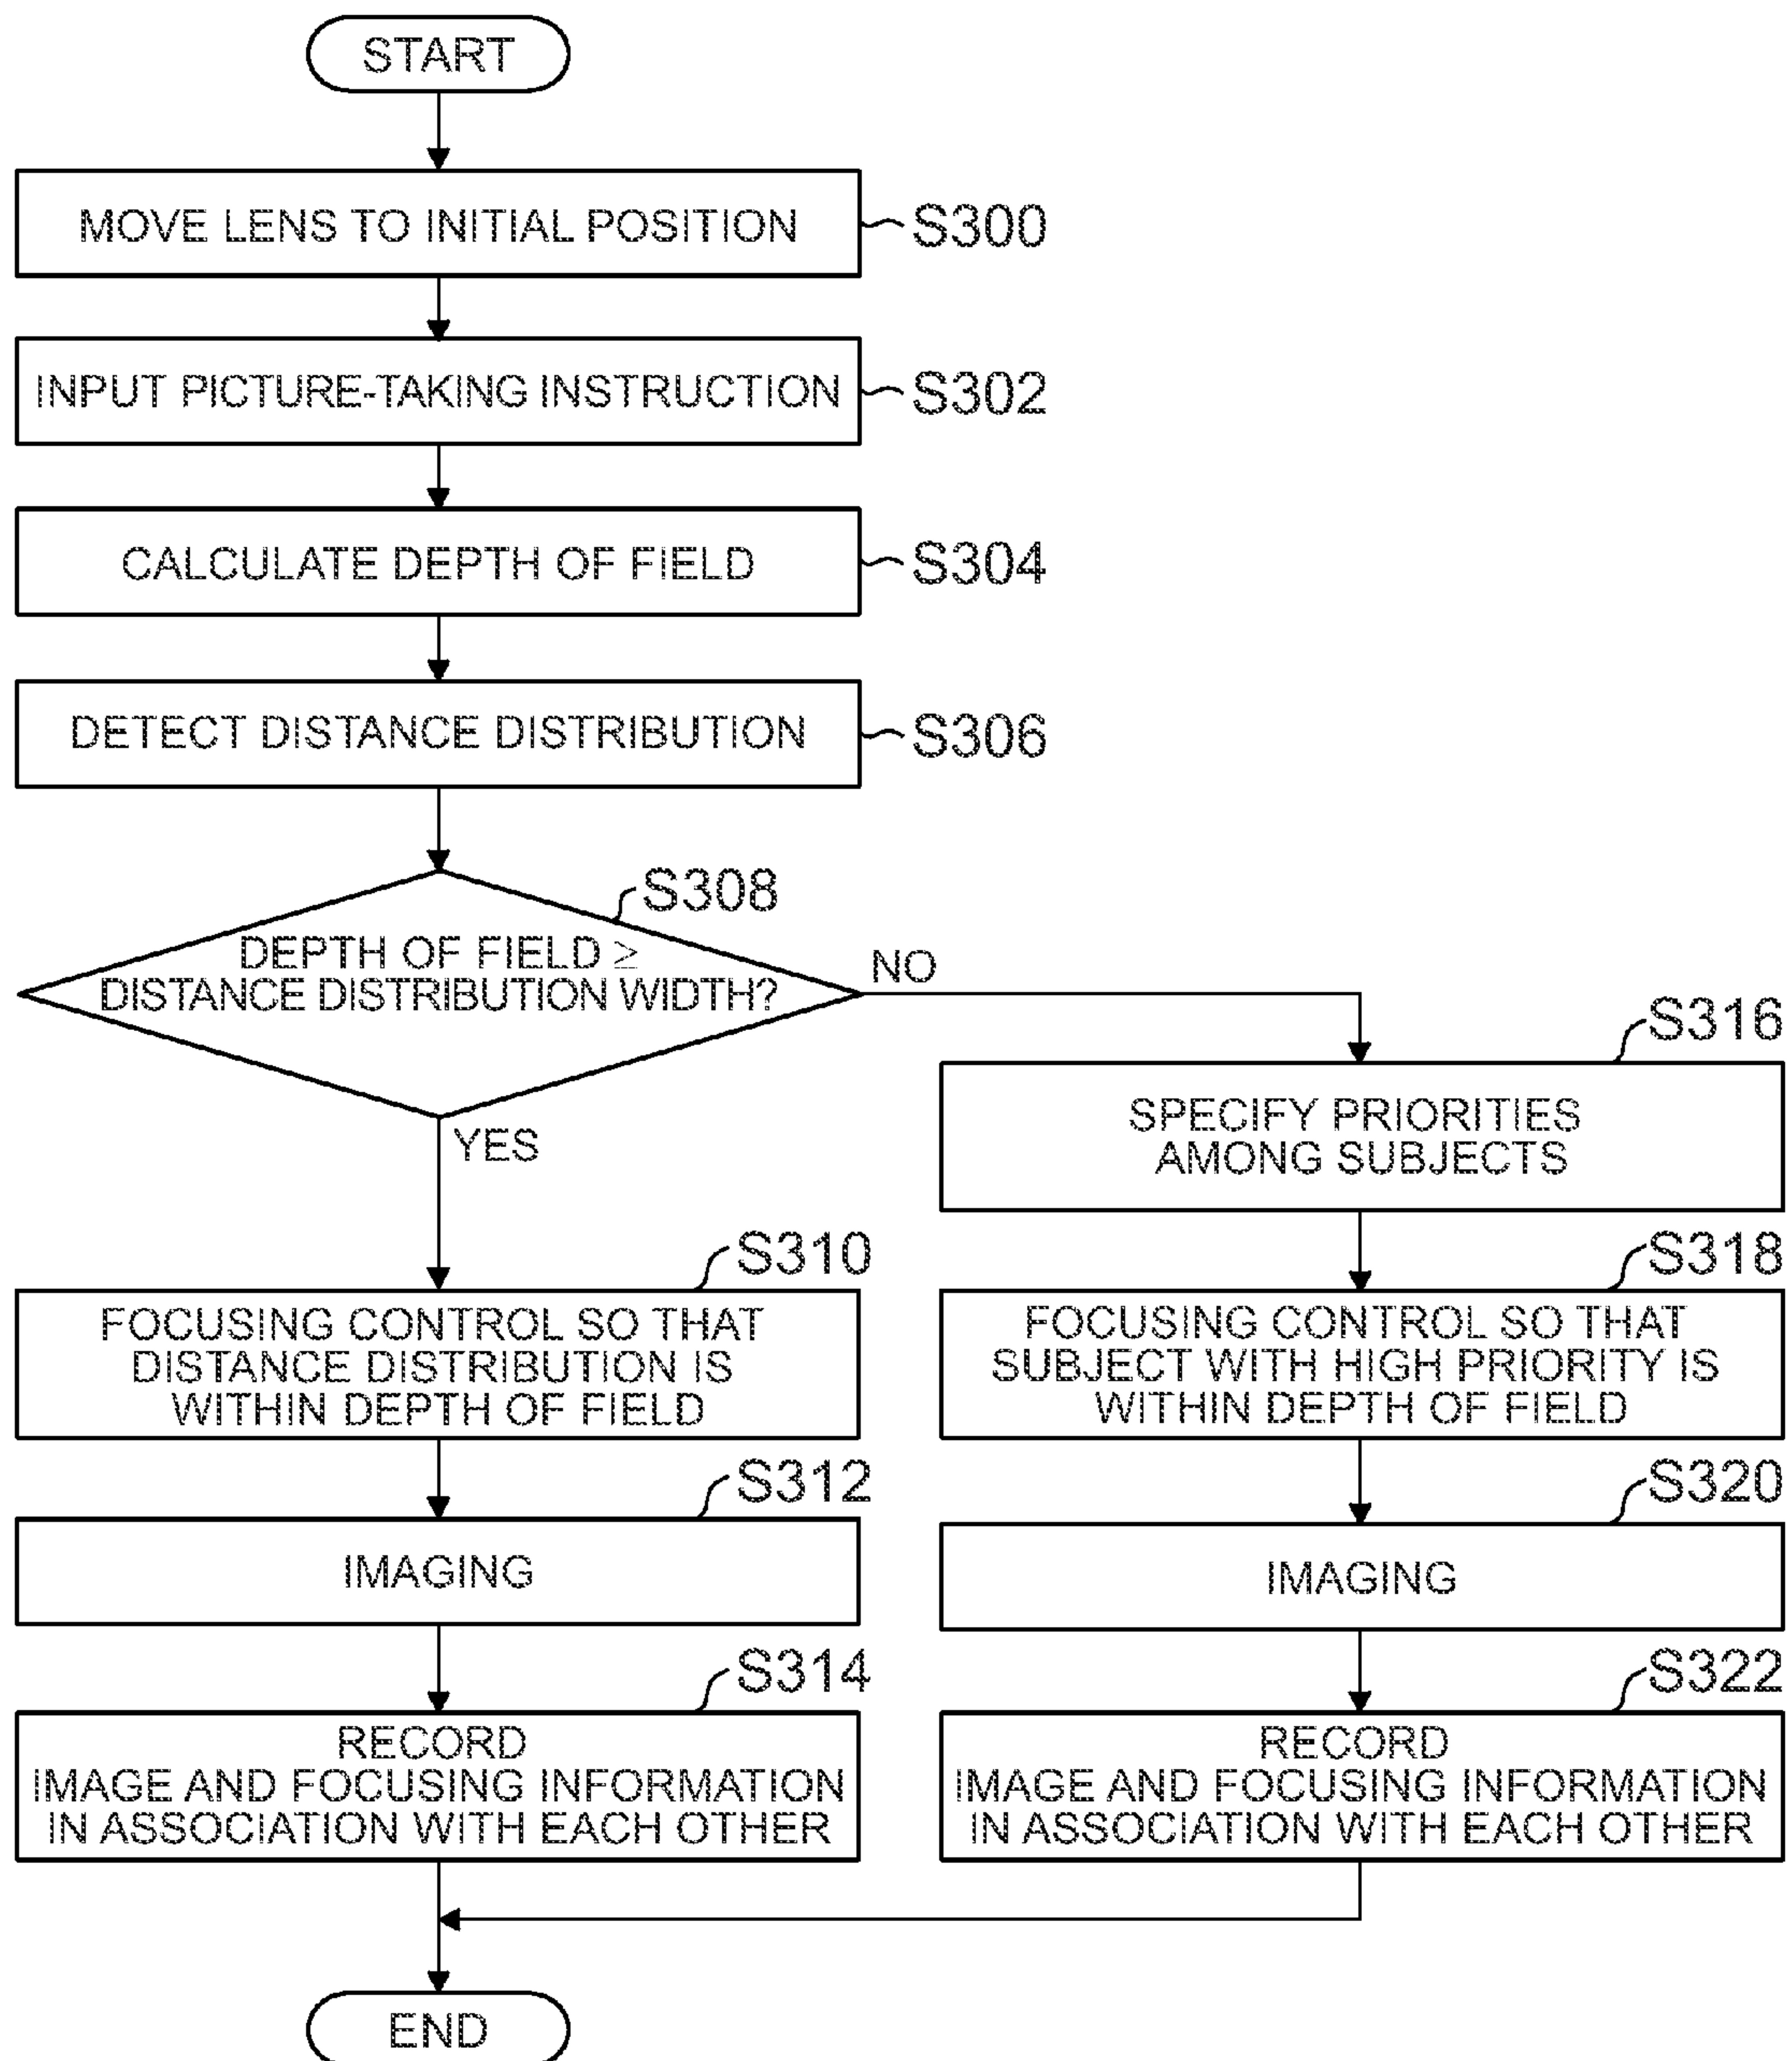 START
MOVE LENS TO INITIAL POSITION
S300
INPUT PICTURE-TAKING INSTRUCTION
S302
CALCULATE DEPTH OF FIELD
S304
DETECT DISTANCE DISTRIBUTION
S306
S308
DEPTH OF FIELD ≥
DISTANCE DISTRIBUTION WIDTH?
NO
YES
S310
FOCUSING CONTROL SO THAT
DISTANCE DISTRIBUTION IS
WITHIN DEPTH OF FIELD
S312
IMAGING
S314
RECORD
IMAGE AND FOCUSING INFORMATION
IN ASSOCIATION WITH EACH OTHER
S316
SPECIFY PRIORITIES
AMONG SUBJECTS
S318
FOCUSING CONTROL SO THAT
SUBJECT WITH HIGH PRIORITY IS
WITHIN DEPTH OF FIELD
S320
IMAGING
S322
RECORD
IMAGE AND FOCUSING INFORMATION
IN ASSOCIATION WITH EACH OTHER
END